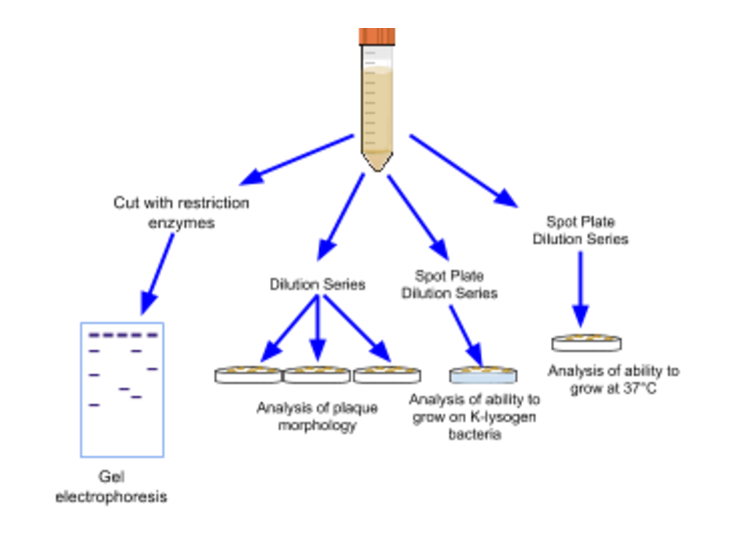 Cut with restriction
enzymes
Spot Plate
Dilution Series
Dilution Series
Spot Plate
Dilution Series
Analysis of ability to
grow at 37°C
Analysis of plaque
morphology
Analysis of ability to
grow on K-lysogen
bacteria
Gel
electrophoresis